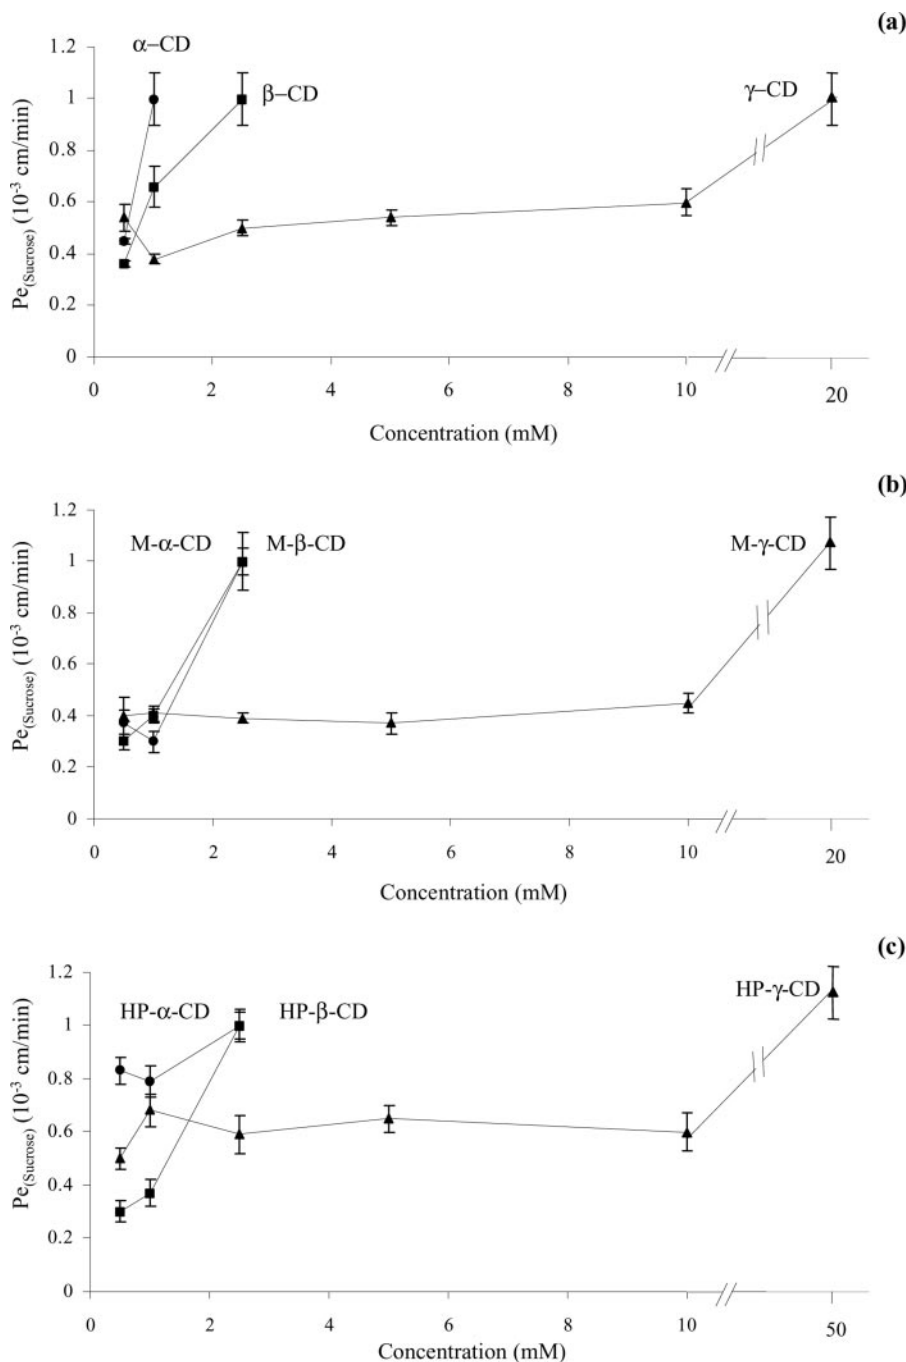 (a)
α–CD
β–CD
γ–CD
1.2
1
0.8
0.6
0.4
0.2
0
Pe(Sucrose) (10-3 cm/min)
0 2 4 6 8 10 20
Concentration (mM)
(b)
M-α-CD M-β-CD M-γ-CD
1.2
1
0.8
0.6
0.4
0.2
0
Pe(Sucrose) (10-3 cm/min)
0 2 4 6 8 10 20
Concentration (mM)
(c)
HP-γ-CD
HP-α-CD HP-β-CD
1.2
1
0.8
0.6
0.4
0.2
0
Pe(Sucrose) (10-3 cm/min)
0 2 4 6 8 10 50
Concentration (mM)